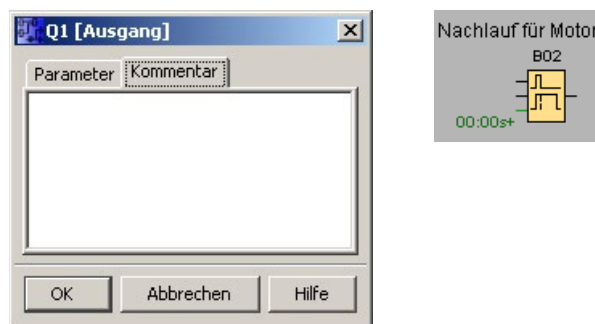 Q1 [Ausgang]
Parameter
Kommentar
OK
Abbrechen
Hilfe
Nachlauf für Motor
B02
00:00s+